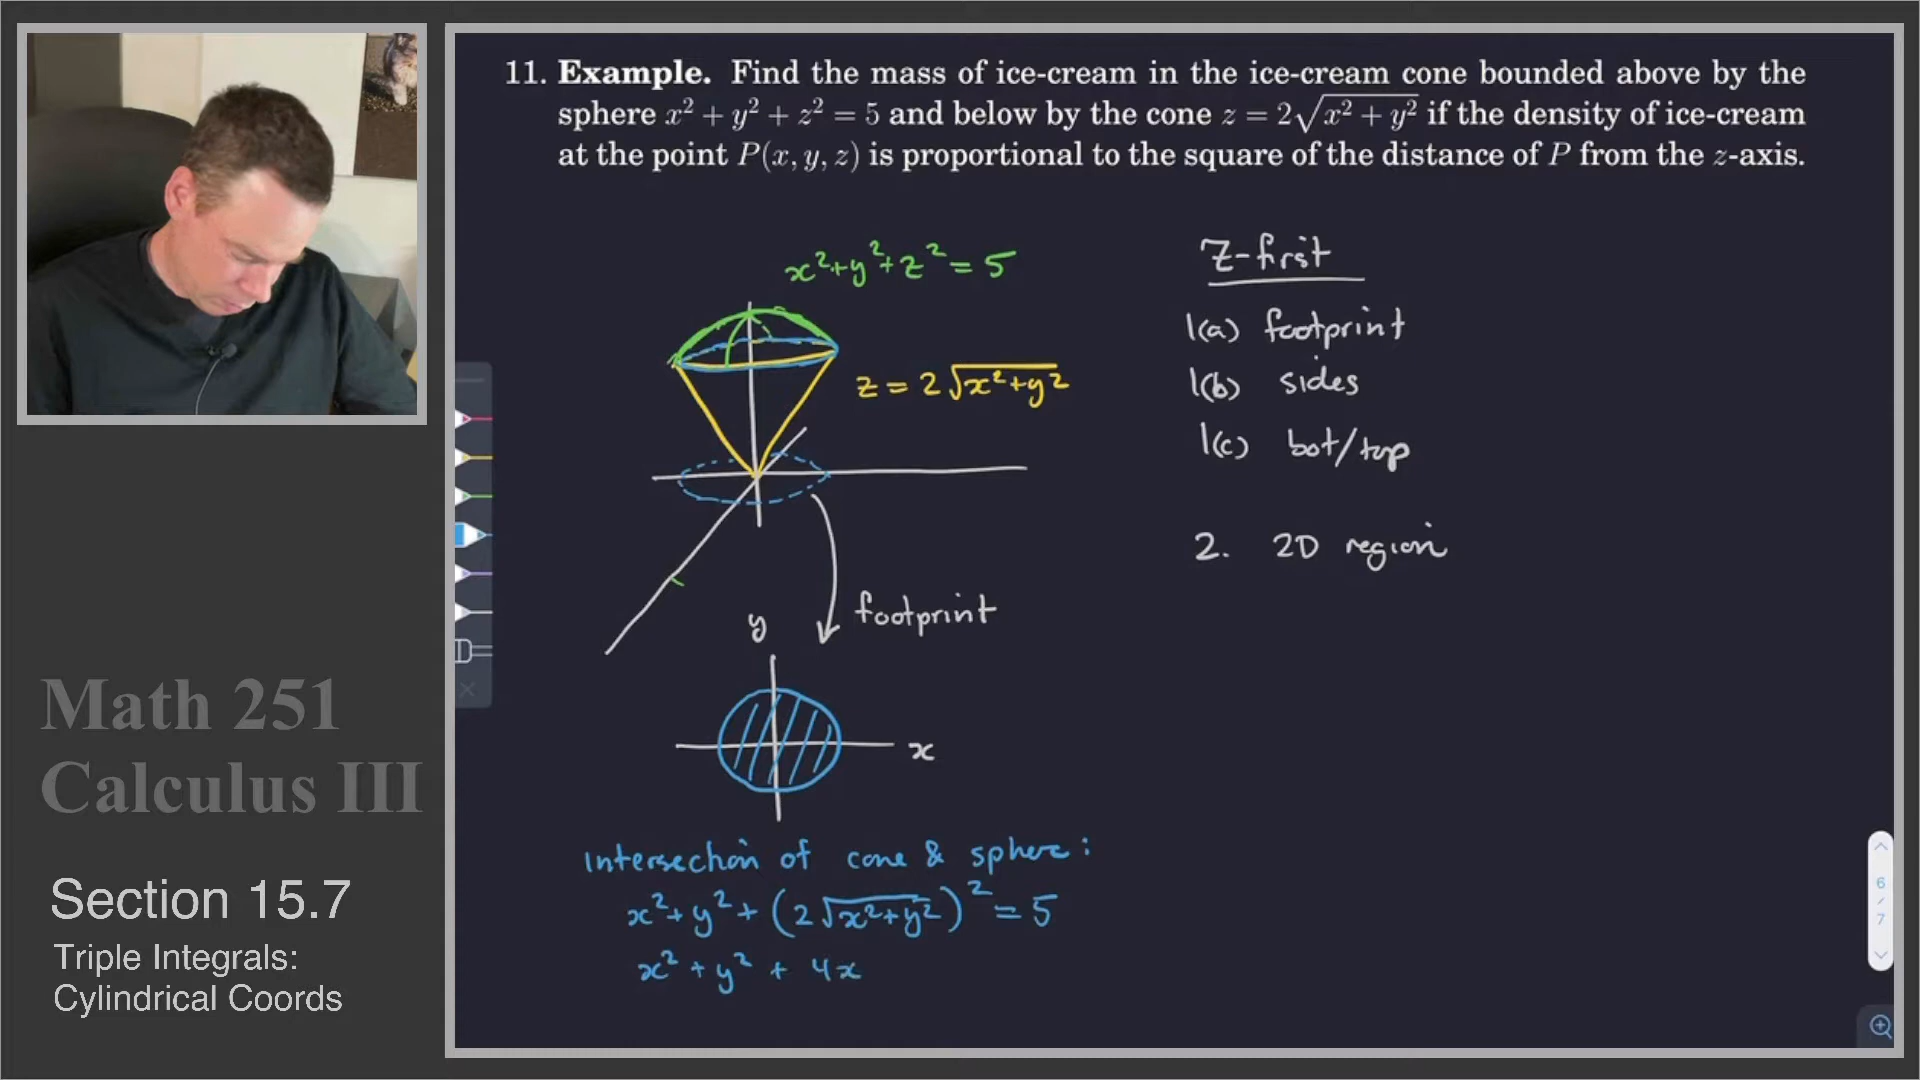 11. Example. Find the mass of ice-cream in the ice-cream cone bounded above by the
sphere x² + y² + z² = 5 and below by the cone z = 2√(x² + y²) if the density of ice-cream
at the point P(x, y, z) is proportional to the square of the distance of P from the z-axis.
x²+y²+z² = 5
z = 2√(x²+y²)
footprint
y
x
Intersection of cone & sphere:
x²+y²+(2√(x²+y²))² = 5
x² + y² + 4x
Z-first
1(a) footprint
1(b) sides
1(c) bot/top
2. 2D region
Math 251
Calculus III
Section 15.7
Triple Integrals:
Cylindrical Coords
6
/
7